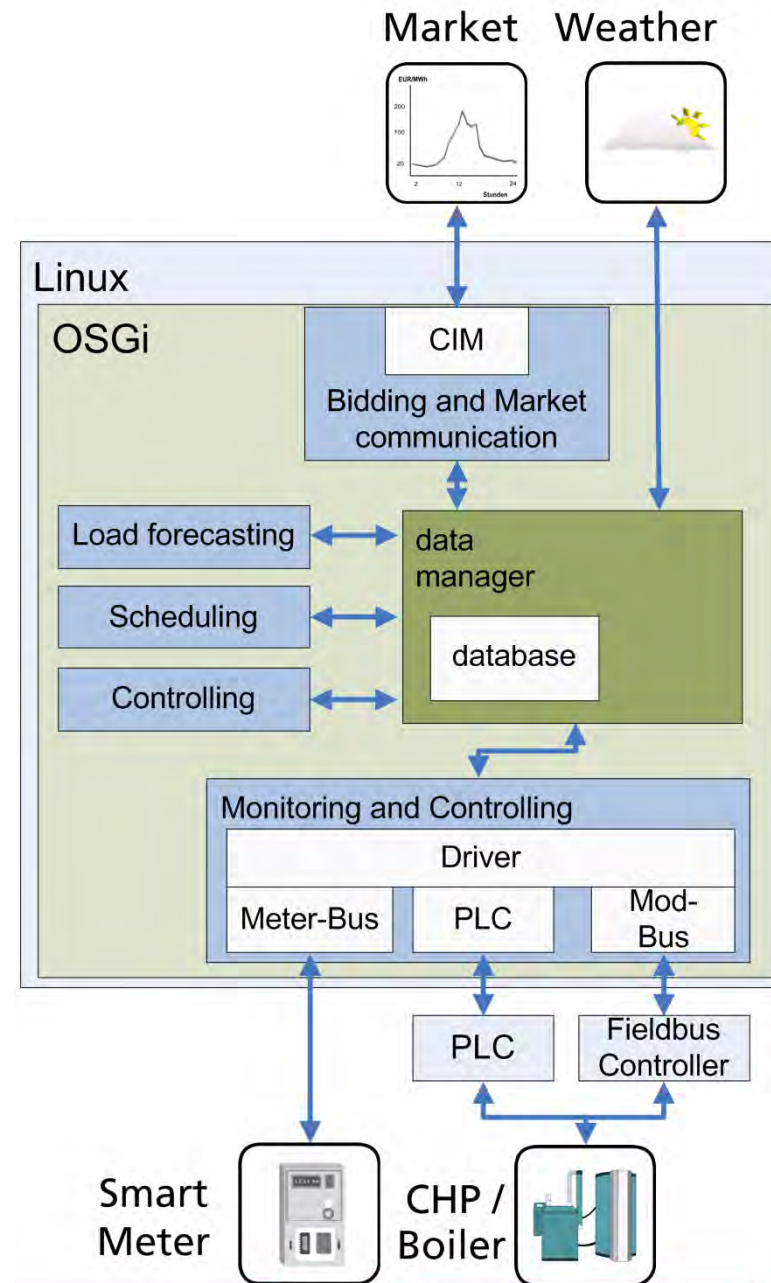 Market
Weather
EUR/MWh
200
100
20
2
12
24
Stunden
Linux
OSGi
CIM
Bidding and Market
communication
Load forecasting
data
manager
Scheduling
database
Controlling
Monitoring and Controlling
Driver
Meter-Bus
PLC
Mod-
Bus
PLC
Fieldbus
Controller
Smart
Meter
CHP /
Boiler